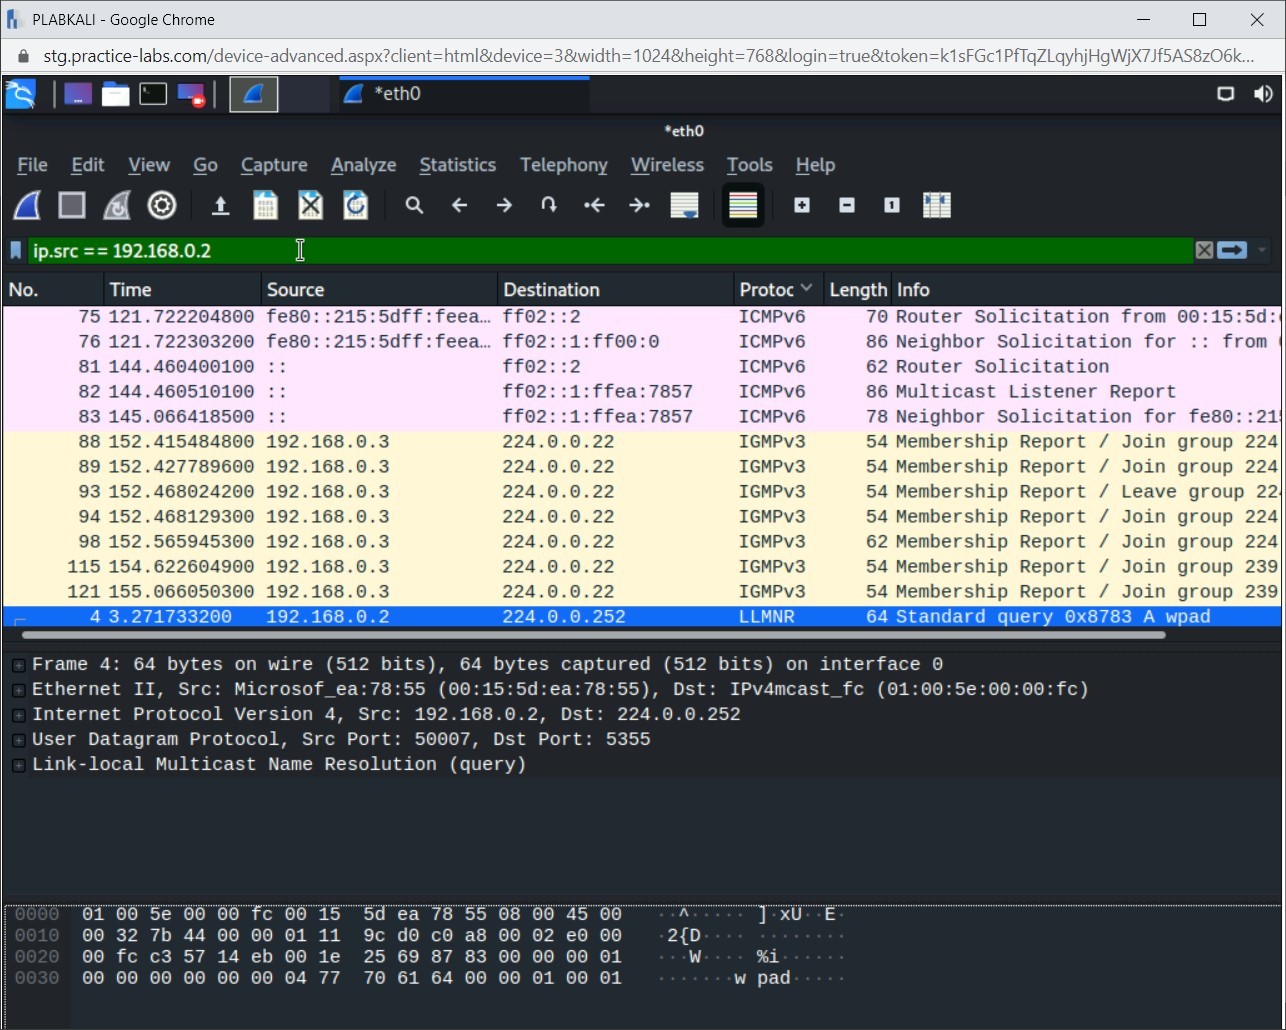 PLABKALI - Google Chrome
stg.practice-labs.com/device-advanced.aspx?client=html&device=3&width=1024&height=768&login=true&token=k1sFGc1PfTqZLqyhjHgWjX7Jf5AS8zO6k...
*eth0
*eth0
File Edit View Go Capture Analyze Statistics Telephony Wireless Tools Help
ip.src == 192.168.0.2
No. Time Source Destination Protoc Length Info
75 121.722204800 fe80::215:5dff:feea… ff02::2 ICMPv6 70 Router Solicitation from 00:15:5d:
76 121.722303200 fe80::215:5dff:feea… ff02::1:ff00:0 ICMPv6 86 Neighbor Solicitation for :: from
81 144.460400100 :: ff02::2 ICMPv6 62 Router Solicitation
82 144.460510100 :: ff02::1:ffea:7857 ICMPv6 86 Multicast Listener Report
83 145.066418500 :: ff02::1:ffea:7857 ICMPv6 78 Neighbor Solicitation for fe80::21
88 152.415484800 192.168.0.3 224.0.0.22 IGMPv3 54 Membership Report / Join group 224
89 152.427789600 192.168.0.3 224.0.0.22 IGMPv3 54 Membership Report / Join group 224
93 152.468024200 192.168.0.3 224.0.0.22 IGMPv3 54 Membership Report / Leave group 22
94 152.468129300 192.168.0.3 224.0.0.22 IGMPv3 54 Membership Report / Join group 224
98 152.565945300 192.168.0.3 224.0.0.22 IGMPv3 62 Membership Report / Join group 224
115 154.622604900 192.168.0.3 224.0.0.22 IGMPv3 54 Membership Report / Join group 239
121 155.066050300 192.168.0.3 224.0.0.22 IGMPv3 54 Membership Report / Join group 239
4 3.271733200 192.168.0.2 224.0.0.252 LLMNR 64 Standard query 0x8783 A wpad
Frame 4: 64 bytes on wire (512 bits), 64 bytes captured (512 bits) on interface 0
Ethernet II, Src: Microsof_ea:78:55 (00:15:5d:ea:78:55), Dst: IPv4mcast_fc (01:00:5e:00:00:fc)
Internet Protocol Version 4, Src: 192.168.0.2, Dst: 224.0.0.252
User Datagram Protocol, Src Port: 50007, Dst Port: 5355
Link-local Multicast Name Resolution (query)
0000 01 00 5e 00 00 fc 00 15 5d ea 78 55 08 00 45 00 ··^····· ]·xU··E·
0010 00 32 7b 44 00 00 01 11 9c d0 c0 a8 00 02 e0 00 ·2{D···· ········
0020 00 fc c3 57 14 eb 00 1e 25 69 87 83 00 00 00 01 ···W···· %i······
0030 00 00 00 00 00 00 04 77 70 61 64 00 00 01 00 01 ·······w pad·····